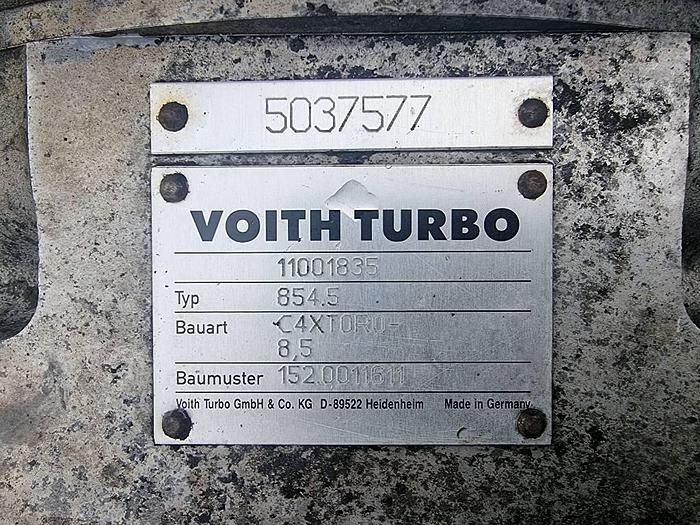 5037577
VOITH TURBO
11001835
Typ 854.5
Bauart C4XTOR0-
8,5
Baumuster 152.0011611
Voith Turbo GmbH & Co. KG D-89522 Heidenheim Made in Germany